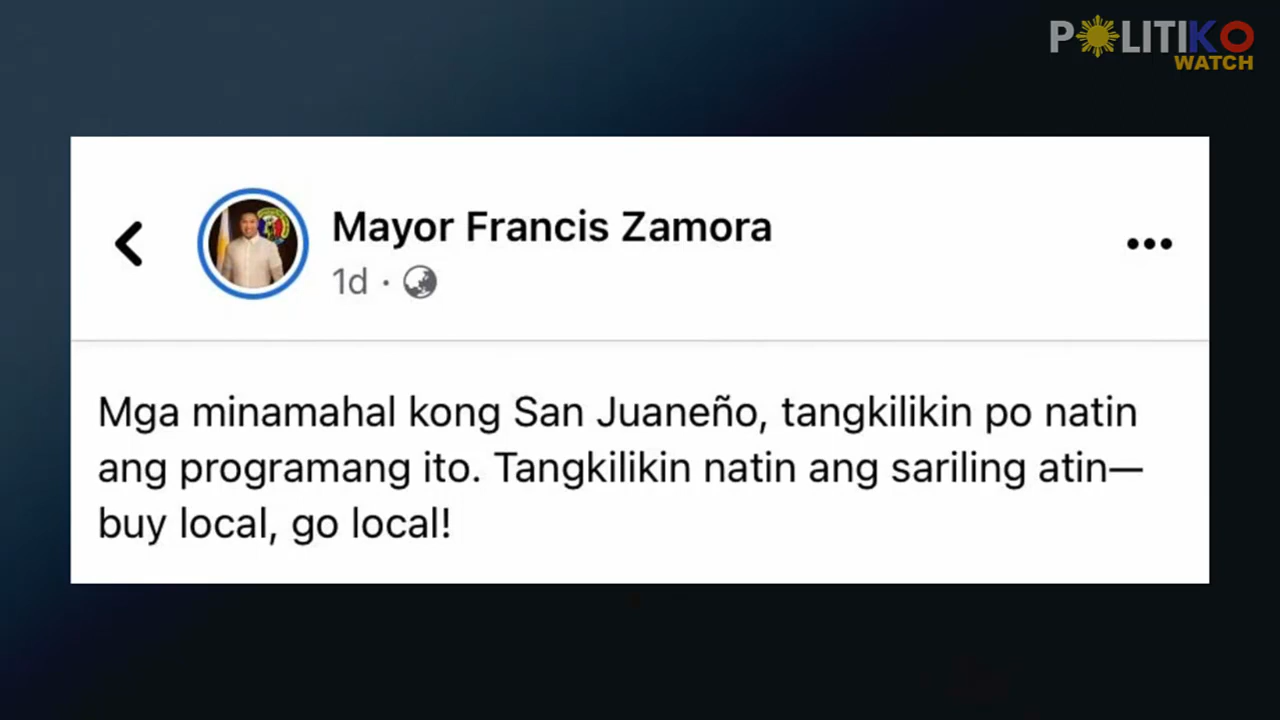 POLITIKO
WATCH
Mayor Francis Zamora
1d ·
Mga minamahal kong San Juaneño, tangkilikin po natin
ang programang ito. Tangkilikin natin ang sariling atin—
buy local, go local!